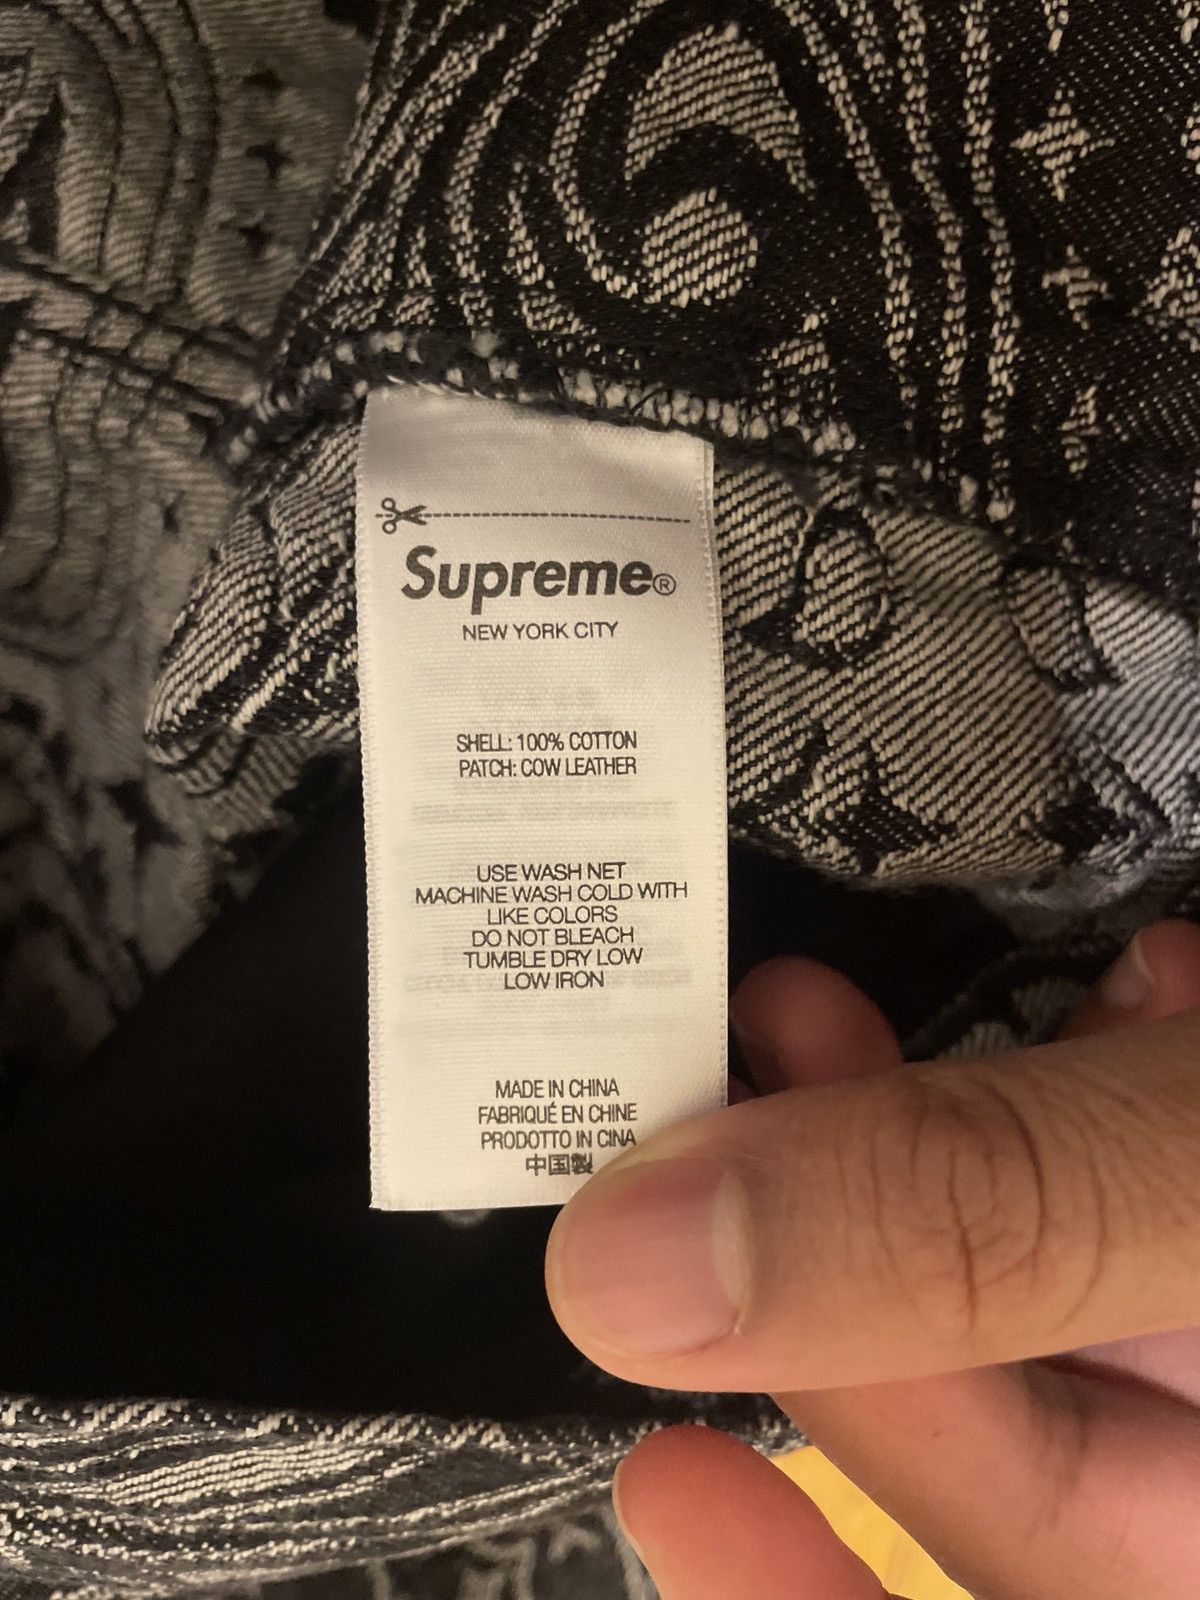 Supreme®
NEW YORK CITY
SHELL: 100% COTTON
PATCH: COW LEATHER
USE WASH NET
MACHINE WASH COLD WITH
LIKE COLORS
DO NOT BLEACH
TUMBLE DRY LOW
LOW IRON
MADE IN CHINA
FABRIQUÉ EN CHINE
PRODOTTO IN CINA
中国製